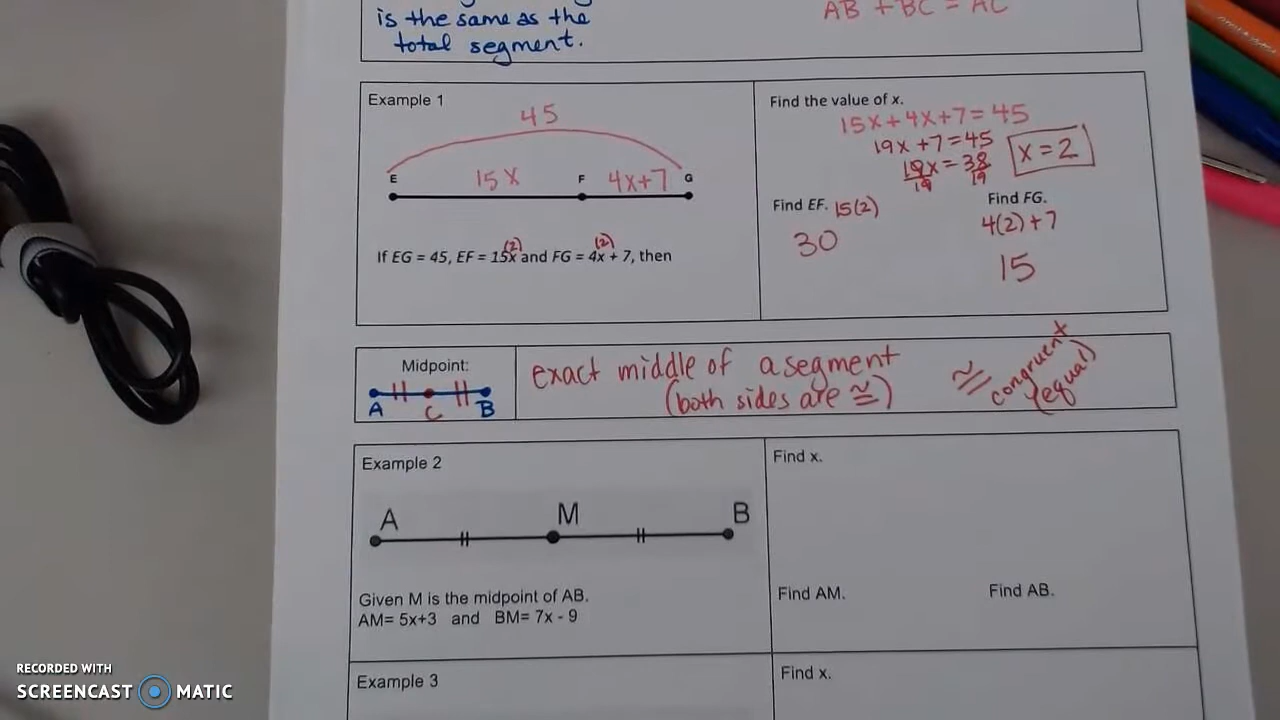 is the same as the
total segment.
AB + BC = AC
Example 1
45
E
F
G
15x
4x+7
(2)
(2)
If EG = 45, EF = 15x and FG = 4x + 7, then
Find the value of x.
15x+4x+7=45
19x+7=45
19x=38
19
19
x=2
Find EF. 15(2)
30
Find FG.
4(2)+7
15
Midpoint:
A
C
B
exact middle of a segment
(both sides are ≅)
≅ congruent
(equal)
Example 2
A
M
B
Given M is the midpoint of AB.
AM= 5x+3 and BM= 7x - 9
Find x.
Find AM.
Find AB.
Example 3
Find x.
RECORDED WITH
SCREENCAST MATIC